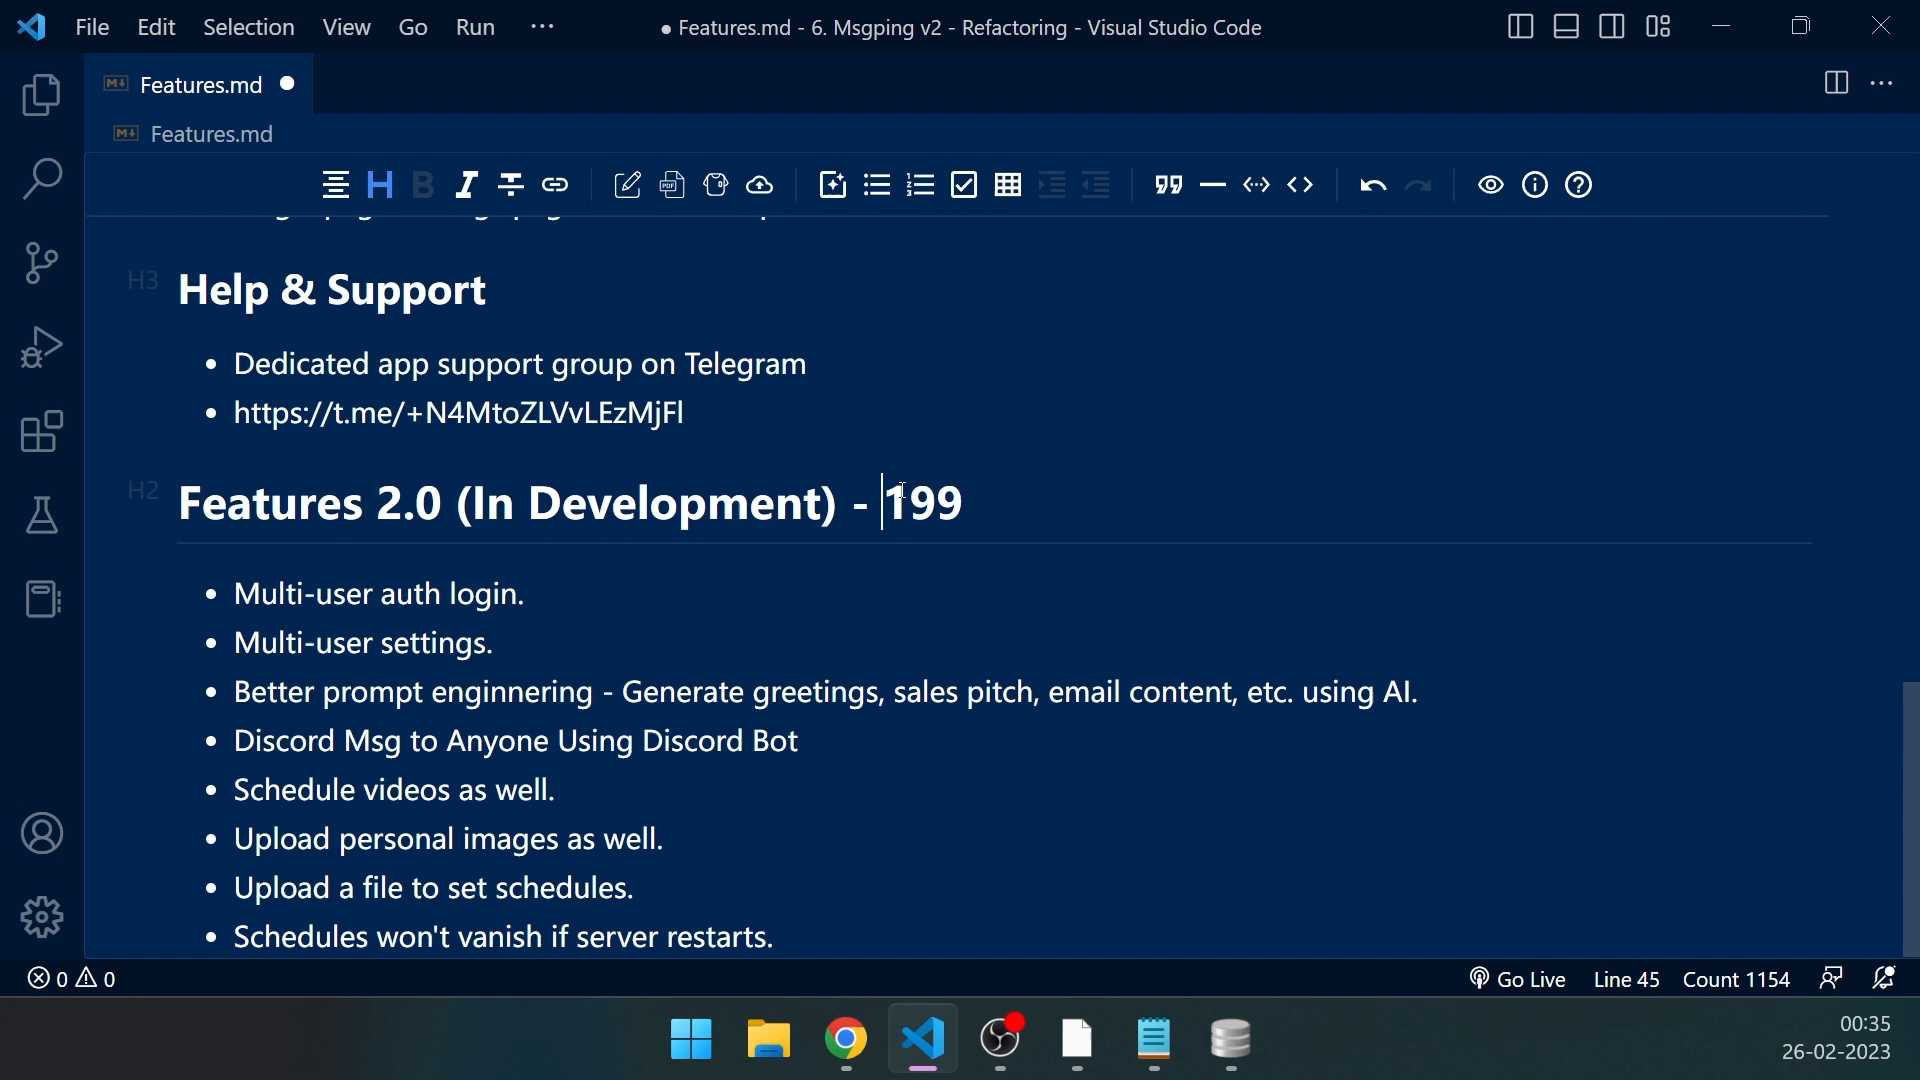 File Edit Selection View Go Run ··· ● Features.md - 6. Msgping v2 - Refactoring - Visual Studio Code
M↓ Features.md ●
M↓ Features.md
H B I S PDF
H3 Help & Support
• Dedicated app support group on Telegram
• https://t.me/+N4MtoZLVvLEzMjFl
H2 Features 2.0 (In Development) - 199
• Multi-user auth login.
• Multi-user settings.
• Better prompt enginnering - Generate greetings, sales pitch, email content, etc. using AI.
• Discord Msg to Anyone Using Discord Bot
• Schedule videos as well.
• Upload personal images as well.
• Upload a file to set schedules.
• Schedules won't vanish if server restarts.
0 0 Go Live Line 45 Count 1154
00:35
26-02-2023